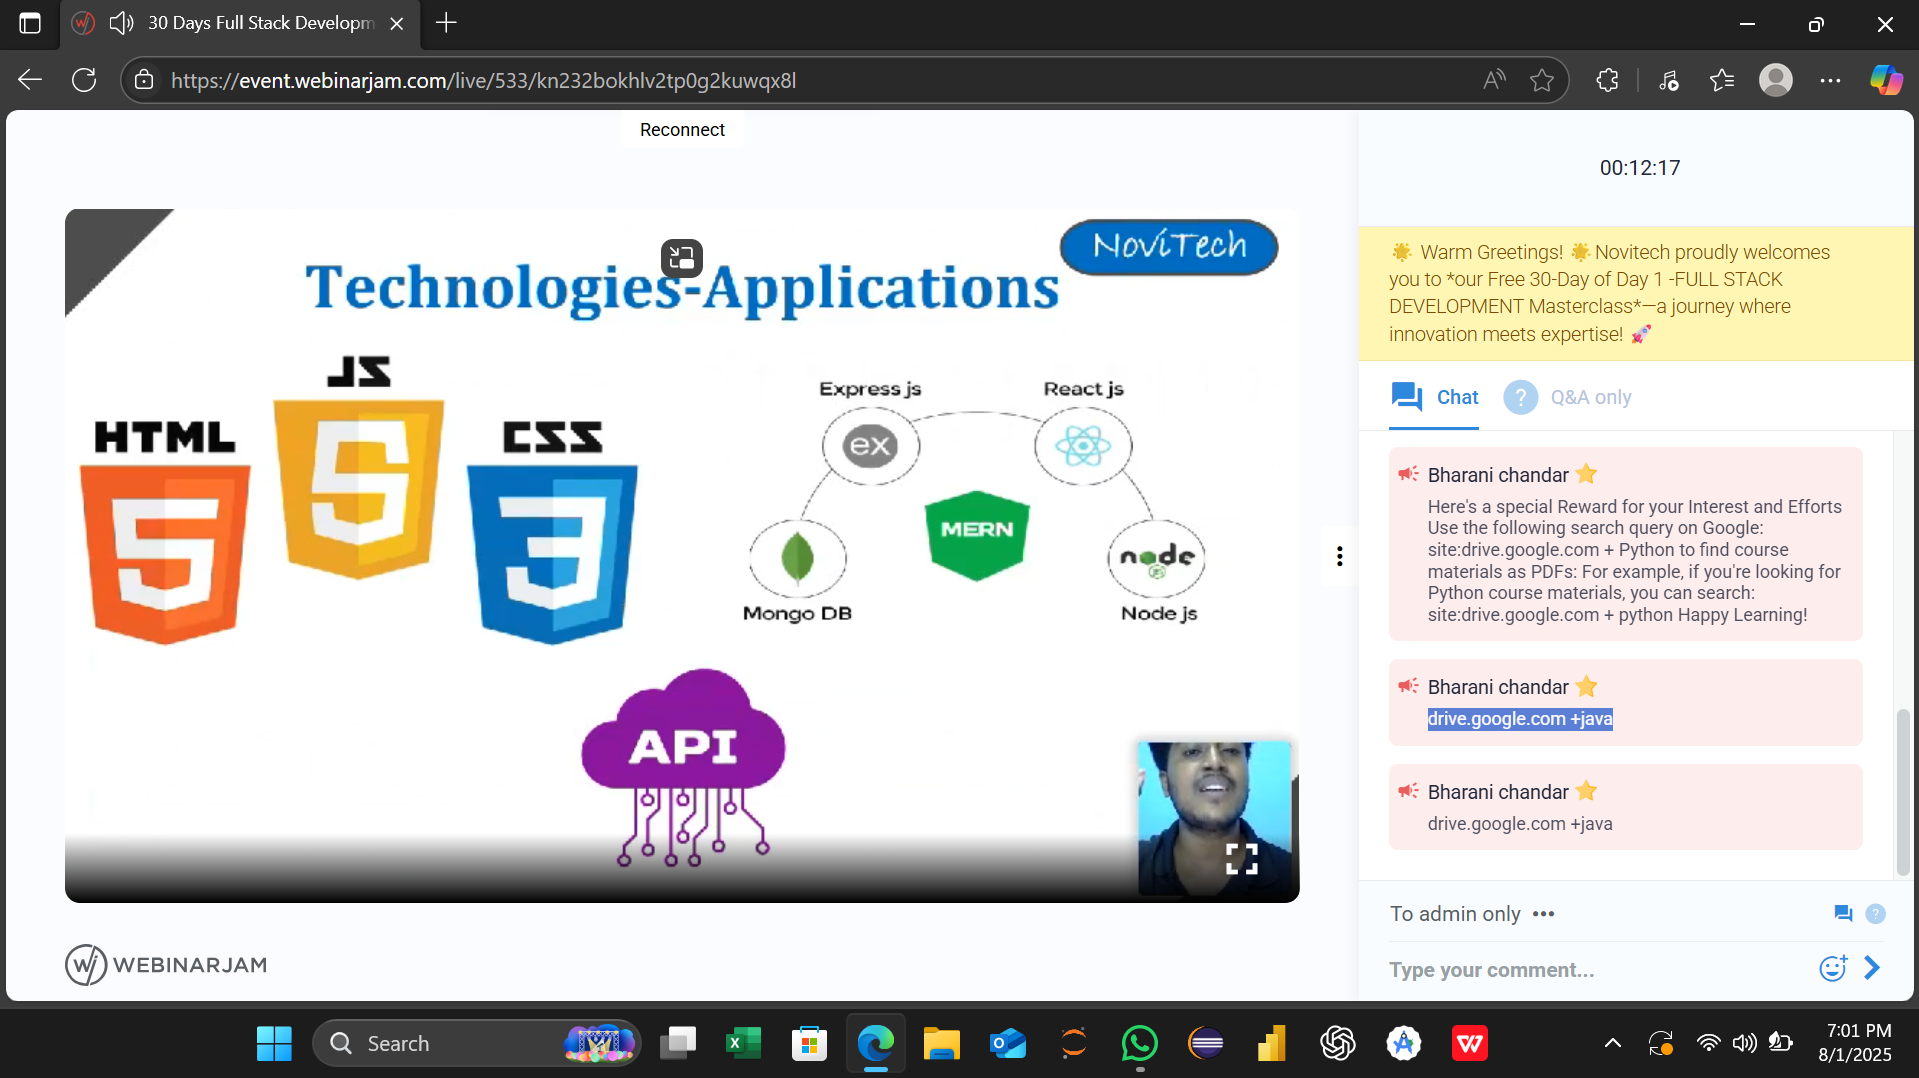 30 Days Full Stack Developm
https://event.webinarjam.com/live/533/kn232bokhlv2tp0g2kuwqx8l
Reconnect
NoviTech
Technologies-Applications
HTML
JS
CSS
5
5
3
Express js
React js
ex
MERN
node
JS
Mongo DB
Node js
API
WEBINARJAM
00:12:17
🌟 Warm Greetings! 🌟 Novitech proudly welcomes
you to *our Free 30-Day of Day 1 -FULL STACK
DEVELOPMENT Masterclass*—a journey where
innovation meets expertise! 🚀
Chat
? Q&A only
Bharani chandar ⭐
Here's a special Reward for your Interest and Efforts
Use the following search query on Google:
site:drive.google.com + Python to find course
materials as PDFs: For example, if you're looking for
Python course materials, you can search:
site:drive.google.com + python Happy Learning!
Bharani chandar ⭐
drive.google.com +java
Bharani chandar ⭐
drive.google.com +java
To admin only •••
?
Type your comment...
Search
7:01 PM
8/1/2025